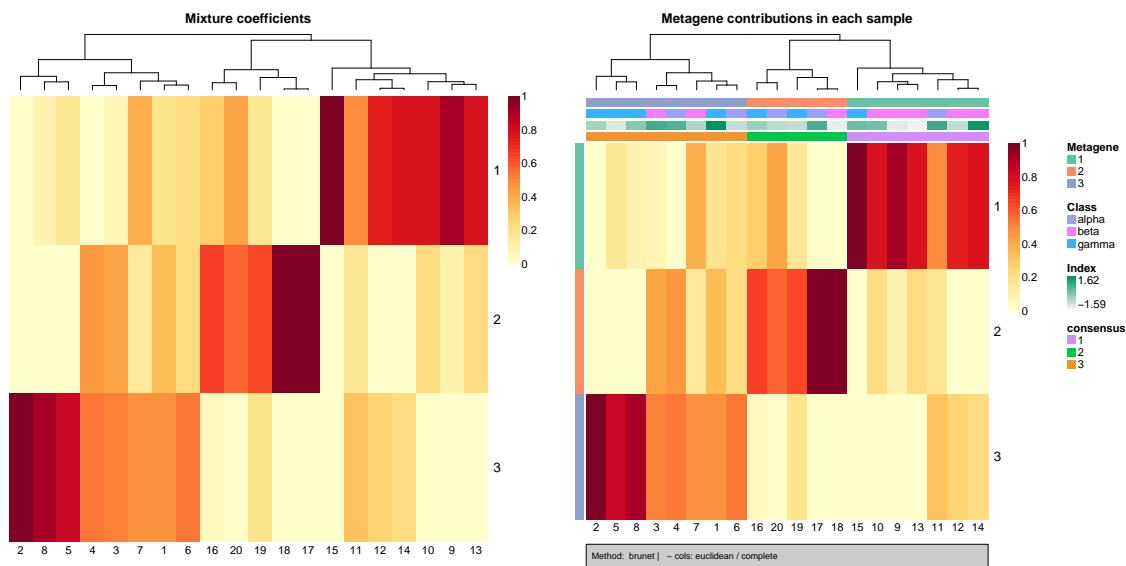 Mixture coefficients
1
0.8
0.6
0.4
0.2
0
1
2
3
2 8 5 4 3 7 1 6 16 20 19 18 17 15 11 12 14 10 9 13
Metagene contributions in each sample
1
0.8
0.6
0.4
0.2
0
1
2
3
2 5 8 3 4 7 1 6 16 20 19 17 18 15 10 9 13 11 12 14
Metagene
1
2
3
Class
alpha
beta
gamma
Index
1.62
−1.59
consensus
1
2
3
Method: brunet | − cols: euclidean / complete